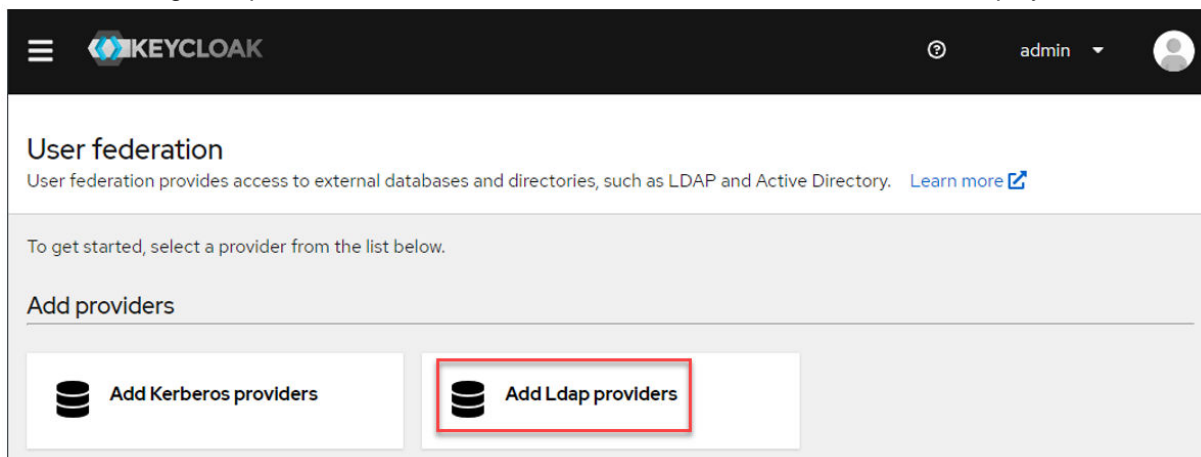 KEYCLOAK
admin
User federation
User federation provides access to external databases and directories, such as LDAP and Active Directory. Learn more
To get started, select a provider from the list below.
Add providers
Add Kerberos providers
Add Ldap providers